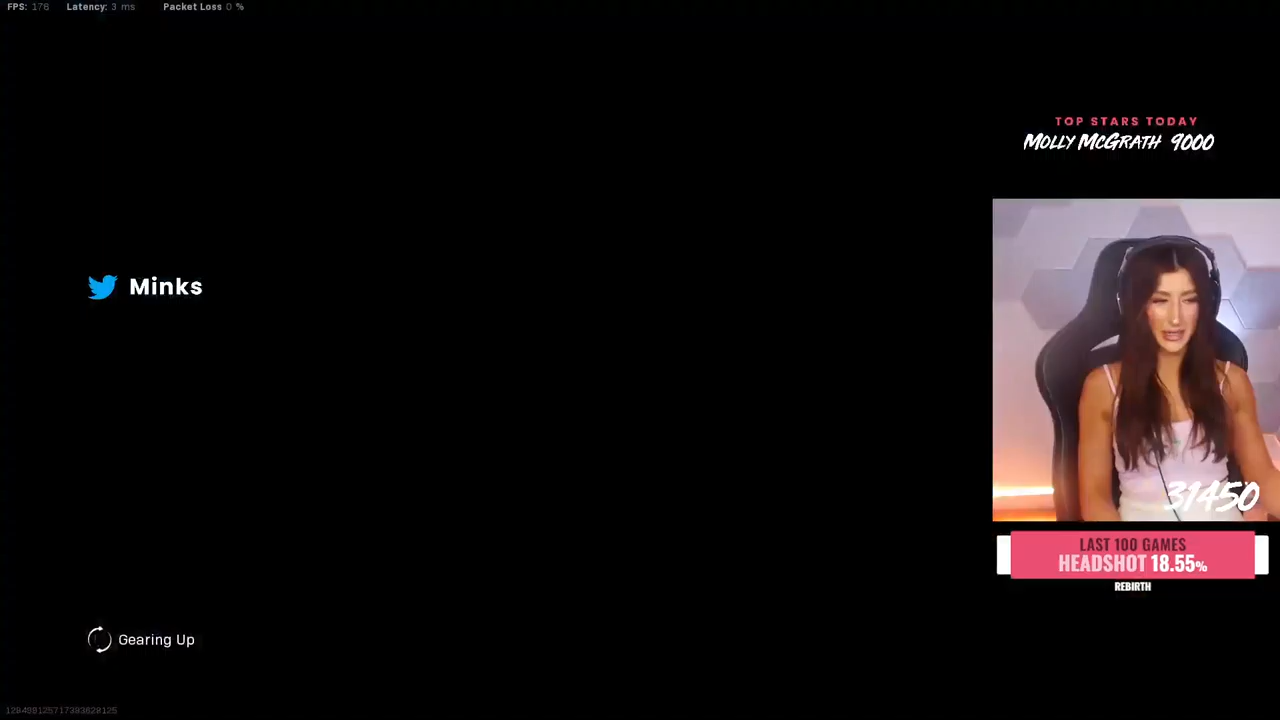 FPS: 176 Latency: 3 ms Packet Loss 0 %
TOP STARS TODAY
MOLLY MCGRATH 9000
Minks
31450
LAST 100 GAMES
HEADSHOT 18.55%
REBIRTH
Gearing Up